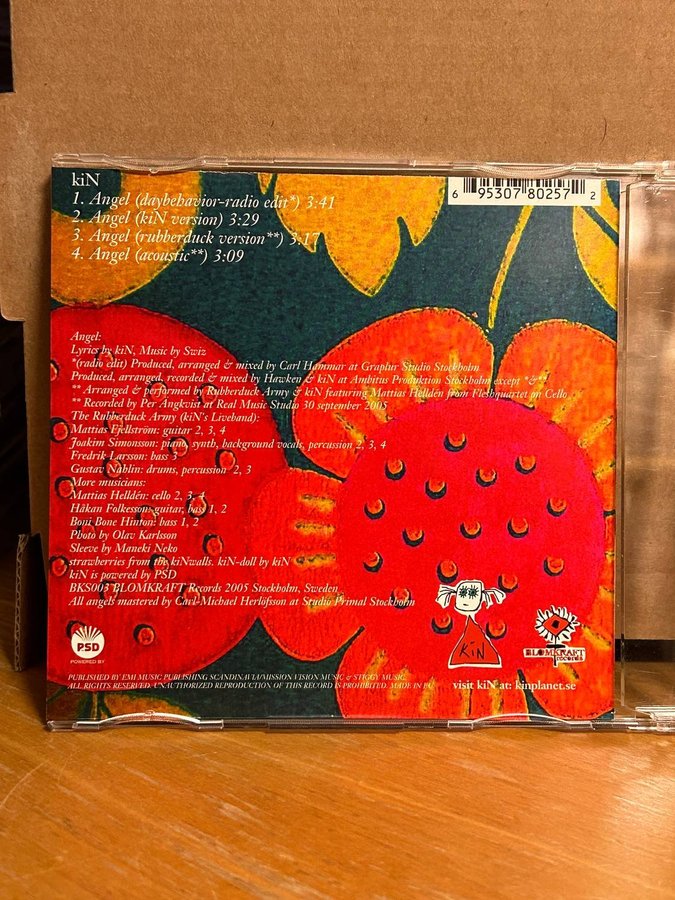 kiN
1. Angel (daybehavior-radio edit*) 3:41
2. Angel (kiN version) 3:29
3. Angel (rubberduck version**) 3:17
4. Angel (acoustic**) 3:09
6 95307 80257 2
Angel:
Lyrics by kiN, Music by Swiz
*(radio edit) Produced, arranged & mixed by Carl Hammar at Graplur Studio Stockholm
Produced, arranged, recorded & mixed by Hawken & kiN at Ambitus Produktion Stockholm except *&**
** Arranged & performed by Rubberduck Army & kiN featuring Mattias Helldén from Fleshquartet on Cello
** Recorded by Per Angkvist at Real Music Studio 30 september 2005
The Rubberduck Army (kiN's Liveband):
Mattias Fjellström: guitar 2, 3, 4
Joakim Simonsson: piano, synth, background vocals, percussion 2, 3, 4
Fredrik Larsson: bass 3
Gustav Nahlin: drums, percussion 2, 3
More musicians:
Mattias Helldén: cello 2, 3, 4
Håkan Folkesson: guitar, bass 1, 2
Boni Bone Hinton: bass 1, 2
Photo by Olav Karlsson
Sleeve by Maneki Neko
strawberries from the kiNwalls. kiN-doll by kiN
kiN is powered by PSD
BKS003 BLOMKRAFT Records 2005 Stockholm, Sweden
All angels mastered by Carl-Michael Herlöfsson at Studio Primal Stockholm
PSD
POWERED BY
kiN
BLOMKRAFT
records
PUBLISHED BY EMI MUSIC PUBLISHING SCANDINAVIA/MISSION VISION MUSIC & STIGGY MUSIC.
ALL RIGHTS RESERVED. UNAUTHORIZED REPRODUCTION OF THIS RECORD IS PROHIBITED. MADE IN EU.
visit kiN at: kinplanet.se